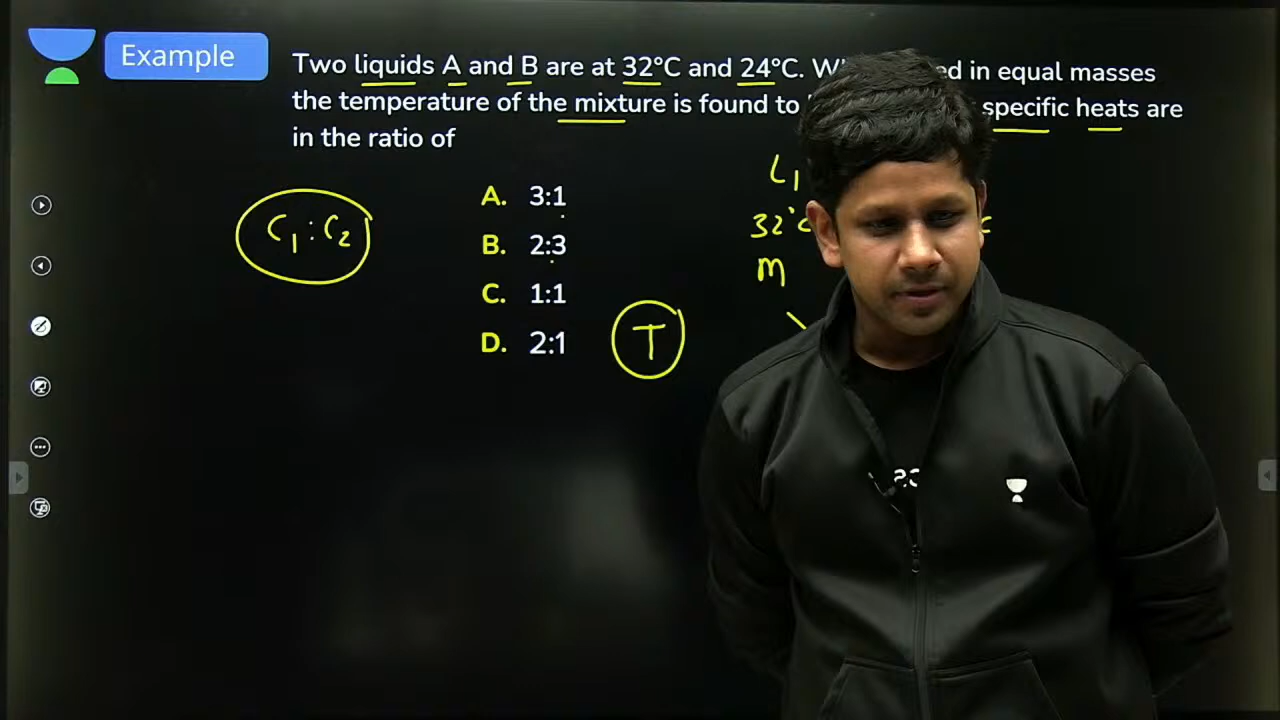 Example
Two liquids A and B are at 32°C and 24°C. ed in equal masses
the temperature of the mixture is found to specific heats are
in the ratio of
C₁ : C₂
A. 3:1
B. 2:3
C. 1:1
D. 2:1
T
L₁
32°C
M